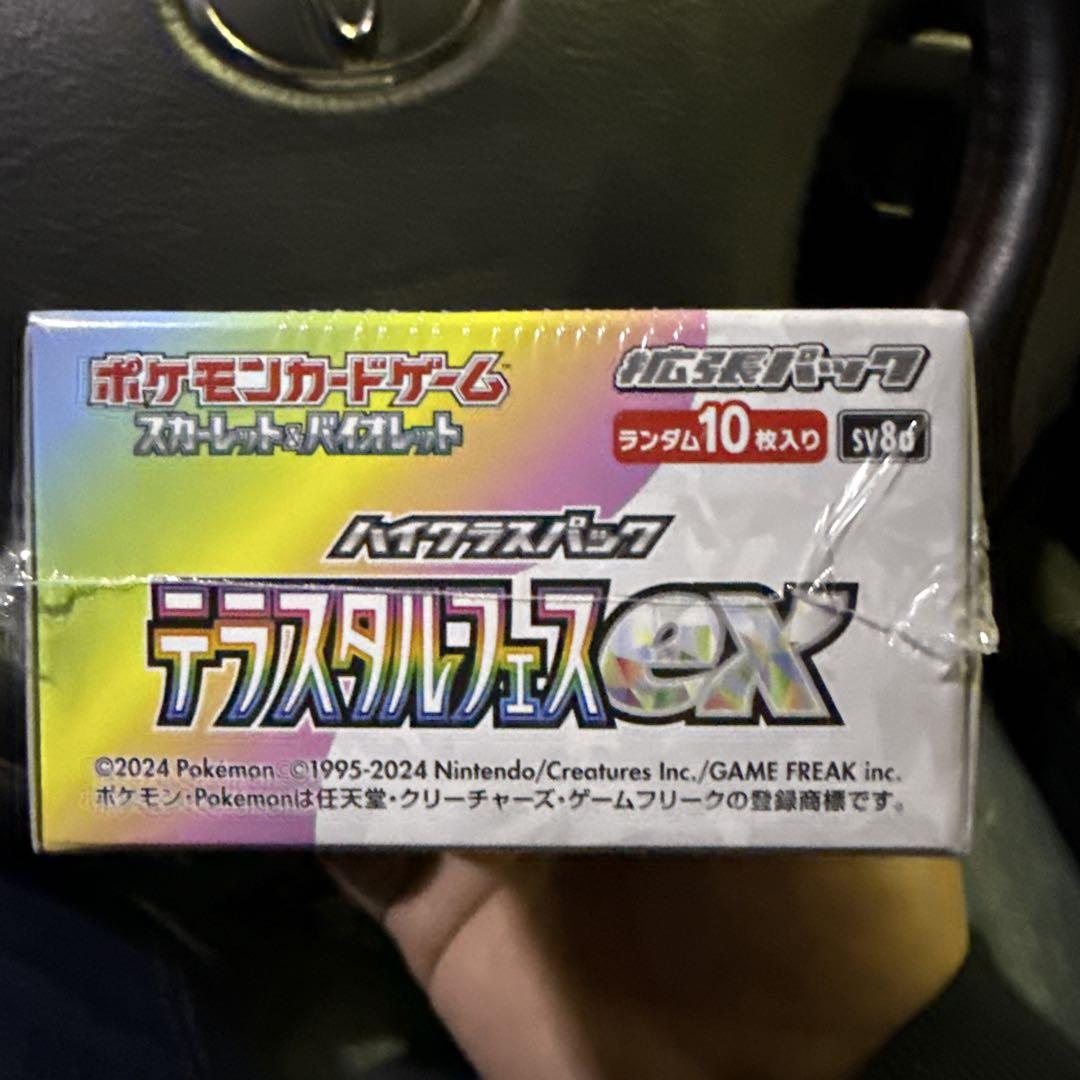 ポケモンカードゲーム™
スカーレット&バイオレット
拡張パック
ランダム10枚入り
sv8a
ハイクラスパック
テラスタルフェスex
©2024 Pokémon. ©1995-2024 Nintendo/Creatures Inc./GAME FREAK inc.
ポケモン・Pokémonは任天堂・クリーチャーズ・ゲームフリークの登録商標です。